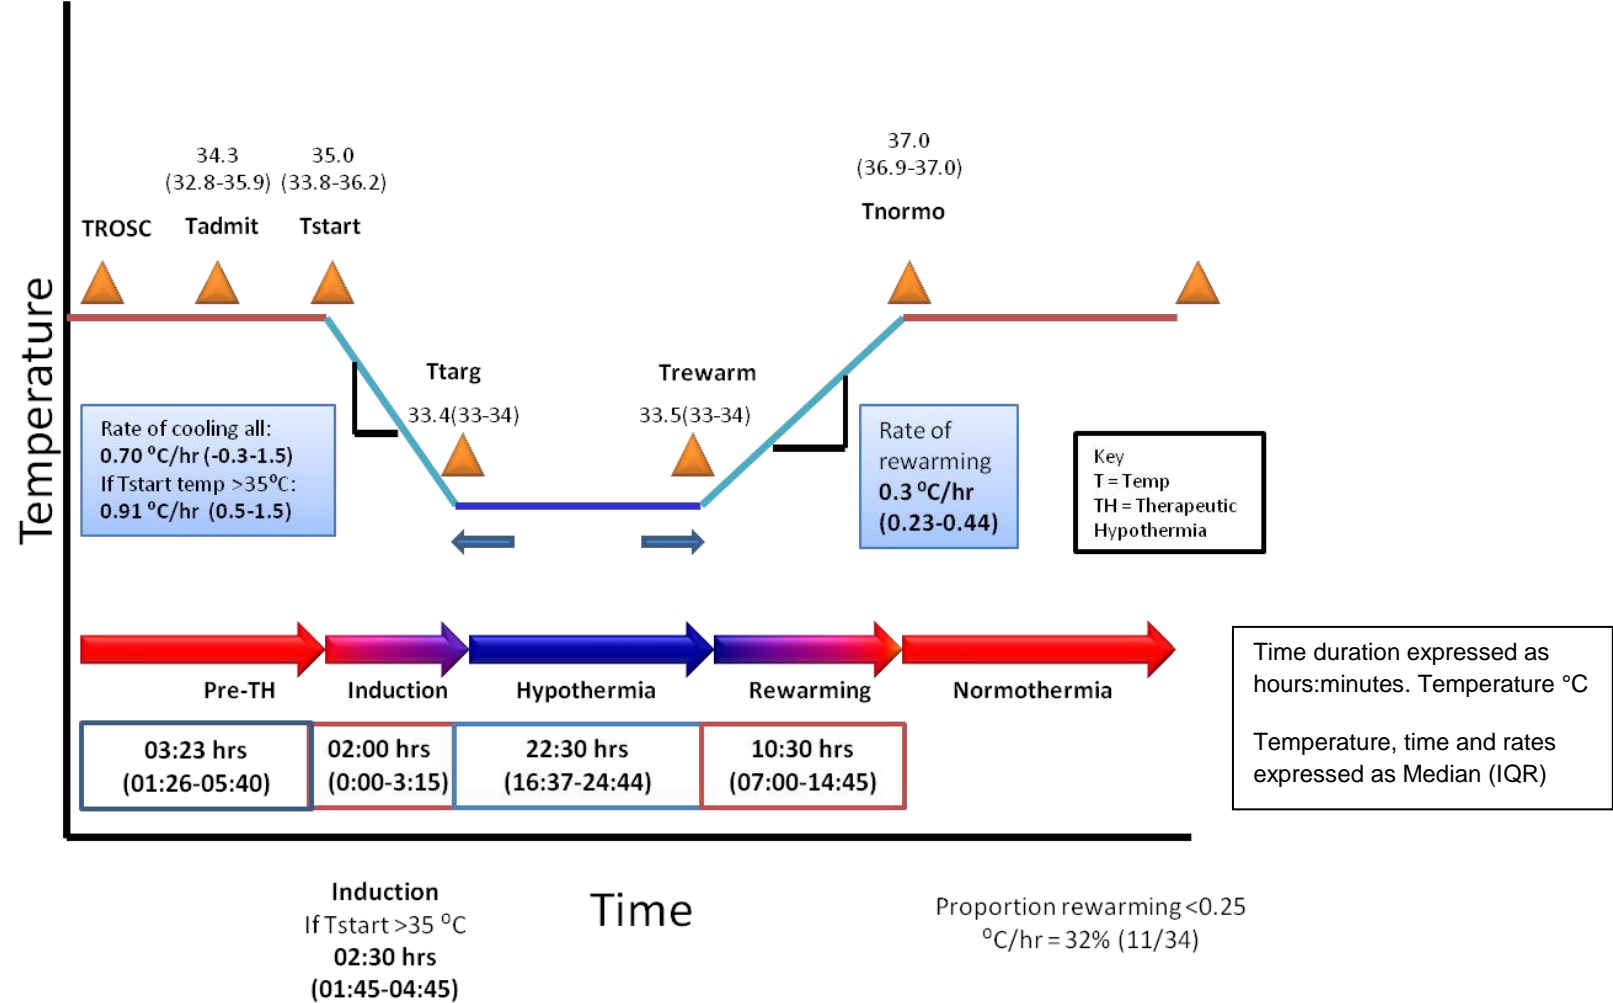 34.3
(32.8-35.9)
35.0
(33.8-36.2)
37.0
(36.9-37.0)
TROSC
Tadmit
Tstart
Tnormo
Temperature
Ttarg
33.4(33-34)
Trewarm
33.5(33-34)
Rate of cooling all:
0.70 ⁰C/hr (-0.3-1.5)
If Tstart temp >35⁰C:
0.91 ⁰C/hr (0.5-1.5)
Rate of
rewarming
0.3 ⁰C/hr
(0.23-0.44)
Key
T = Temp
TH = Therapeutic
Hypothermia
Pre-TH
Induction
Hypothermia
Rewarming
Normothermia
03:23 hrs
(01:26-05:40)
02:00 hrs
(0:00-3:15)
22:30 hrs
(16:37-24:44)
10:30 hrs
(07:00-14:45)
Time duration expressed as
hours:minutes. Temperature °C
Temperature, time and rates
expressed as Median (IQR)
Induction
If Tstart >35 ⁰C
02:30 hrs
(01:45-04:45)
Time
Proportion rewarming <0.25
⁰C/hr = 32% (11/34)